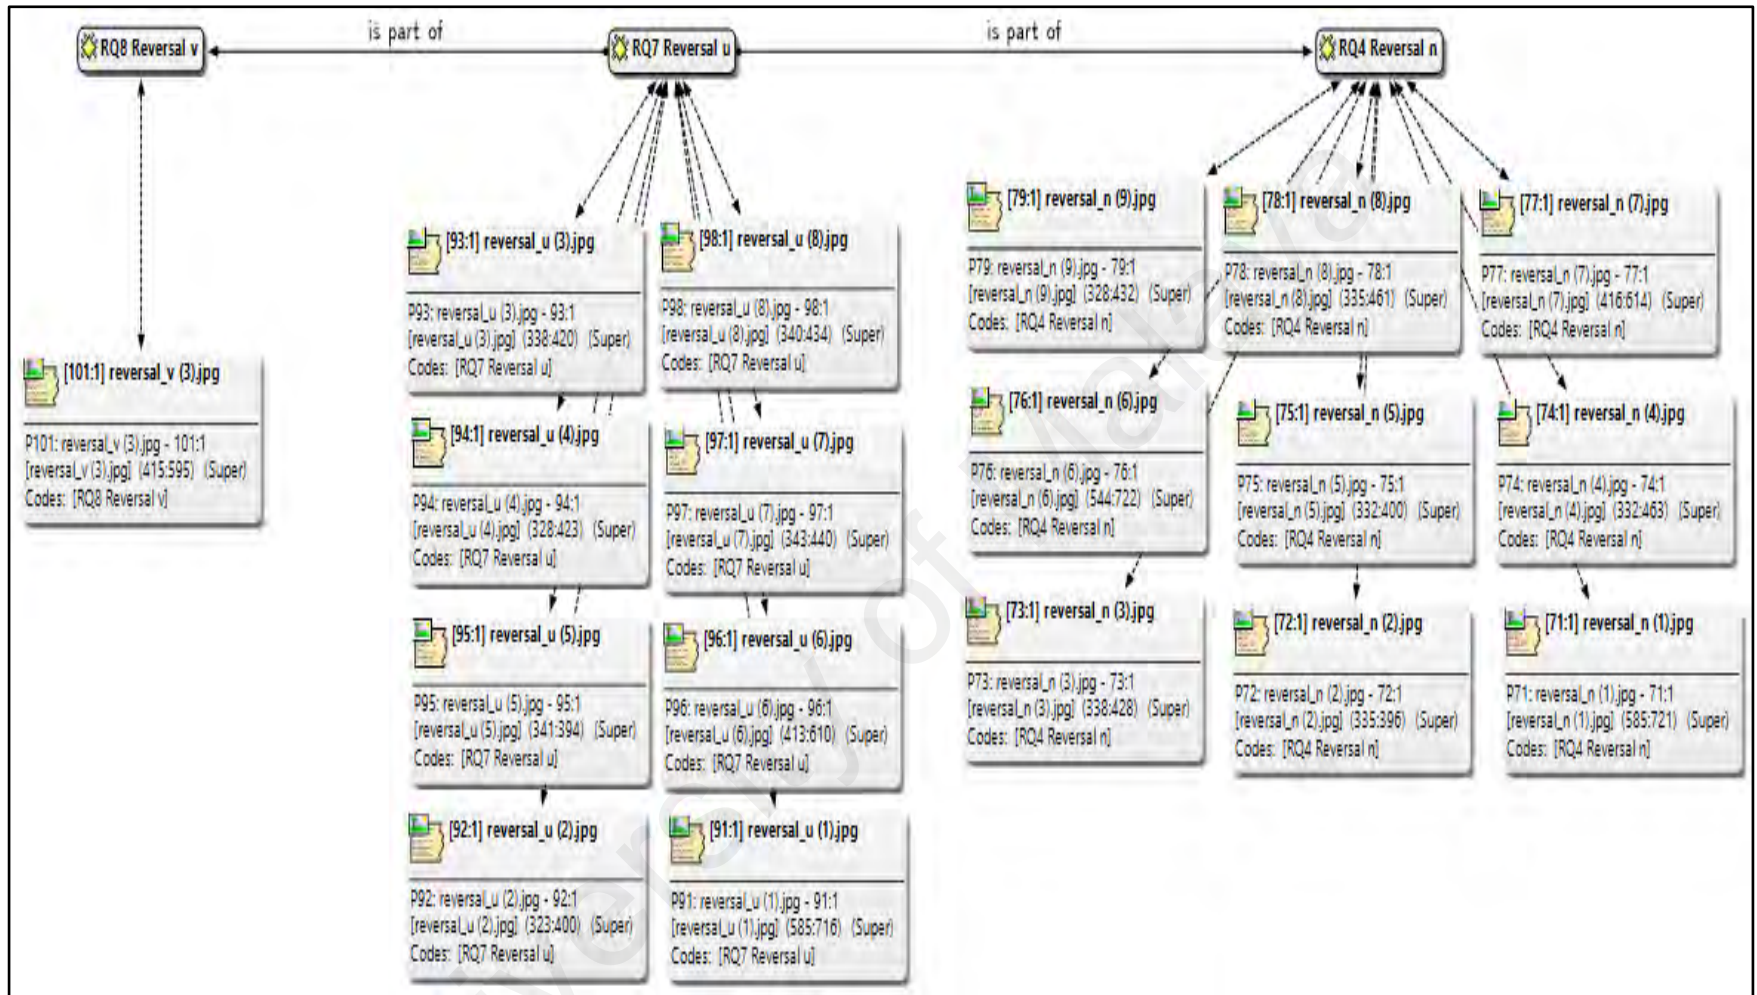 is part of
is part of
RQ8 Reversal v
RQ7 Reversal u
RQ4 Reversal n
[101:1] reversal_v (3).jpg
P101: reversal_v (3).jpg - 101:1
[reversal_v (3).jpg] (415:595) (Super)
Codes: [RQ8 Reversal v]
[93:1] reversal_u (3).jpg
P93: reversal_u (3).jpg - 93:1
[reversal_u (3).jpg] (338:420) (Super)
Codes: [RQ7 Reversal u]
[98:1] reversal_u (8).jpg
P98: reversal_u (8).jpg - 98:1
[reversal_u (8).jpg] (340:434) (Super)
Codes: [RQ7 Reversal u]
[94:1] reversal_u (4).jpg
P94: reversal_u (4).jpg - 94:1
[reversal_u (4).jpg] (328:423) (Super)
Codes: [RQ7 Reversal u]
[97:1] reversal_u (7).jpg
P97: reversal_u (7).jpg - 97:1
[reversal_u (7).jpg] (343:440) (Super)
Codes: [RQ7 Reversal u]
[95:1] reversal_u (5).jpg
P95: reversal_u (5).jpg - 95:1
[reversal_u (5).jpg] (341:394) (Super)
Codes: [RQ7 Reversal u]
[96:1] reversal_u (6).jpg
P96: reversal_u (6).jpg - 96:1
[reversal_u (6).jpg] (413:610) (Super)
Codes: [RQ7 Reversal u]
[92:1] reversal_u (2).jpg
P92: reversal_u (2).jpg - 92:1
[reversal_u (2).jpg] (323:400) (Super)
Codes: [RQ7 Reversal u]
[91:1] reversal_u (1).jpg
P91: reversal_u (1).jpg - 91:1
[reversal_u (1).jpg] (585:716) (Super)
Codes: [RQ7 Reversal u]
[79:1] reversal_n (9).jpg
P79: reversal_n (9).jpg - 79:1
[reversal_n (9).jpg] (328:432) (Super)
Codes: [RQ4 Reversal n]
[78:1] reversal_n (8).jpg
P78: reversal_n (8).jpg - 78:1
[reversal_n (8).jpg] (335:461) (Super)
Codes: [RQ4 Reversal n]
[77:1] reversal_n (7).jpg
P77: reversal_n (7).jpg - 77:1
[reversal_n (7).jpg] (416:614) (Super)
Codes: [RQ4 Reversal n]
[76:1] reversal_n (6).jpg
P76: reversal_n (6).jpg - 76:1
[reversal_n (6).jpg] (544:722) (Super)
Codes: [RQ4 Reversal n]
[75:1] reversal_n (5).jpg
P75: reversal_n (5).jpg - 75:1
[reversal_n (5).jpg] (332:400) (Super)
Codes: [RQ4 Reversal n]
[74:1] reversal_n (4).jpg
P74: reversal_n (4).jpg - 74:1
[reversal_n (4).jpg] (332:463) (Super)
Codes: [RQ4 Reversal n]
[73:1] reversal_n (3).jpg
P73: reversal_n (3).jpg - 73:1
[reversal_n (3).jpg] (338:428) (Super)
Codes: [RQ4 Reversal n]
[72:1] reversal_n (2).jpg
P72: reversal_n (2).jpg - 72:1
[reversal_n (2).jpg] (335:396) (Super)
Codes: [RQ4 Reversal n]
[71:1] reversal_n (1).jpg
P71: reversal_n (1).jpg - 71:1
[reversal_n (1).jpg] (585:721) (Super)
Codes: [RQ4 Reversal n]
of Malaya